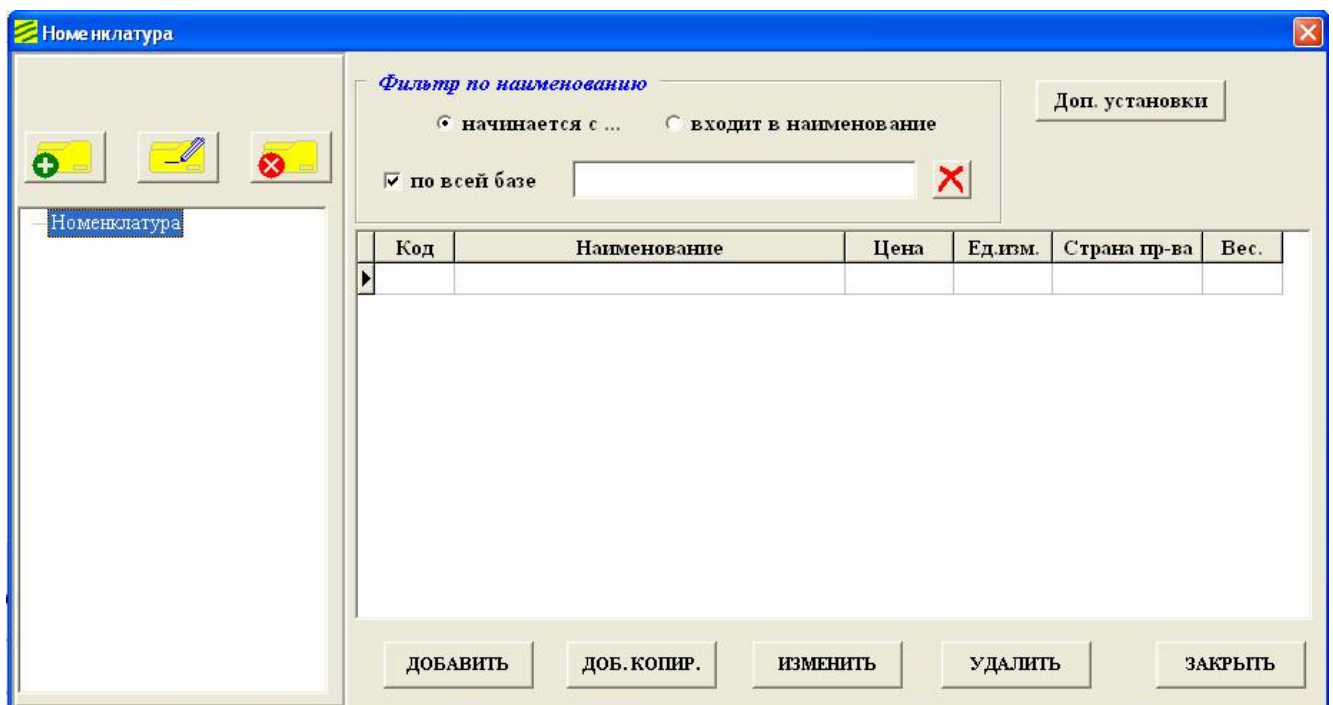 Номенклатура
Фильтр по наименованию
Доп. установки
начинается с ... входит в наименование
по всей базе
Номенклатура
Код Наименование Цена Ед.изм. Страна пр-ва Вес.
ДОБАВИТЬ ДОБ. КОПИР. ИЗМЕНИТЬ УДАЛИТЬ ЗАКРЫТЬ